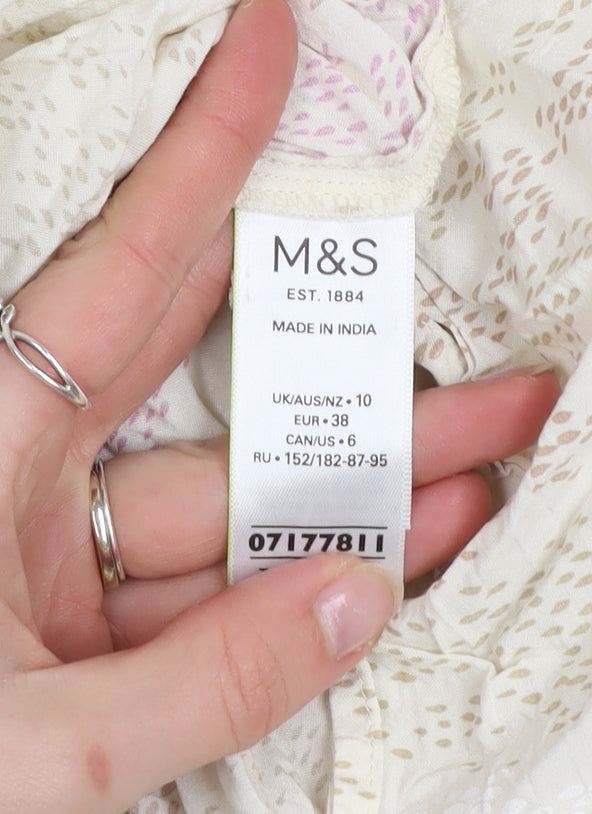 M&S
EST. 1884
MADE IN INDIA
UK/AUS/NZ • 10
EUR • 38
CAN/US • 6
RU • 152/182-87-95
07177811